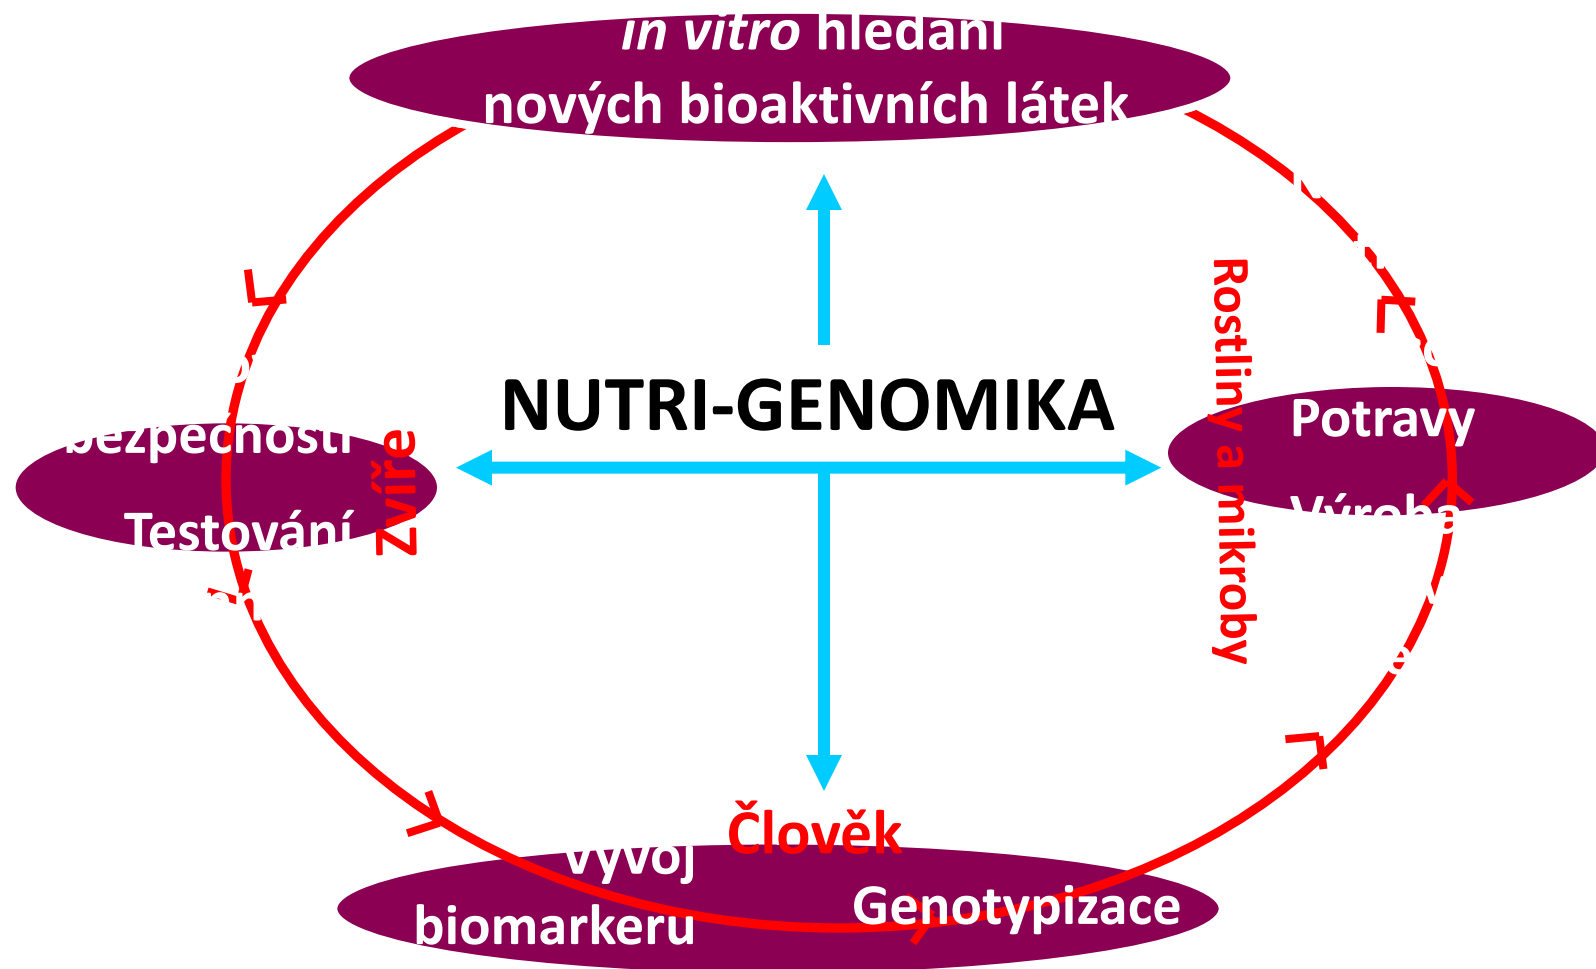 in vitro hledání
nových bioaktivních látek
NUTRI-GENOMIKA
Rostliny a mikroby
Potravy
Výroba
bezpečnosti
Testování
Zvíře
Člověk
Vývoj
biomarkeru
Genotypizace